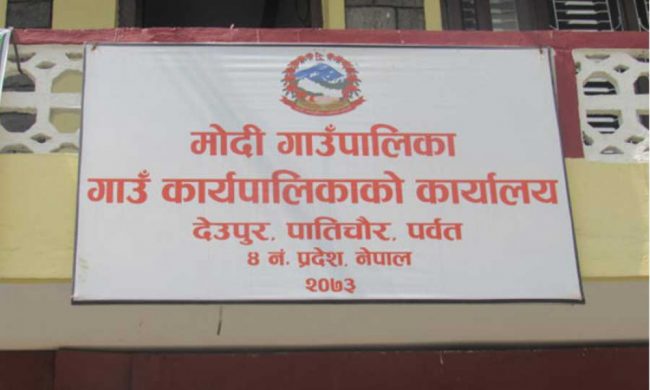 मोदी गाउँपालिका
गाउँ कार्यपालिकाको कार्यालय
देउपुर, पातिचौर, पर्वत
४ नं. प्रदेश, नेपाल
२०७३